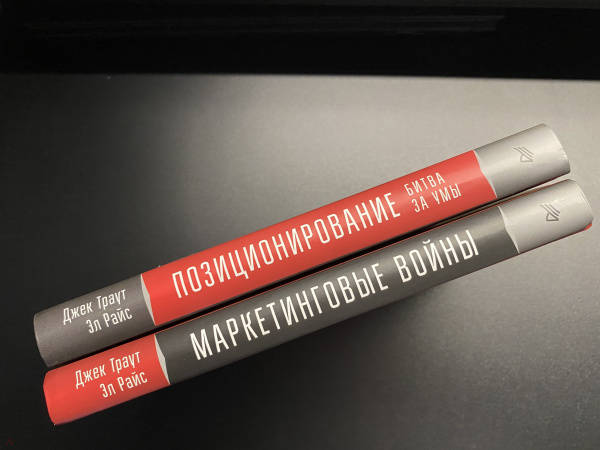 Джек Траут
Эл Райс
ПОЗИЦИОНИРОВАНИЕ
БИТВА
ЗА УМЫ
Джек Траут
Эл Райс
МАРКЕТИНГОВЫЕ ВОЙНЫ